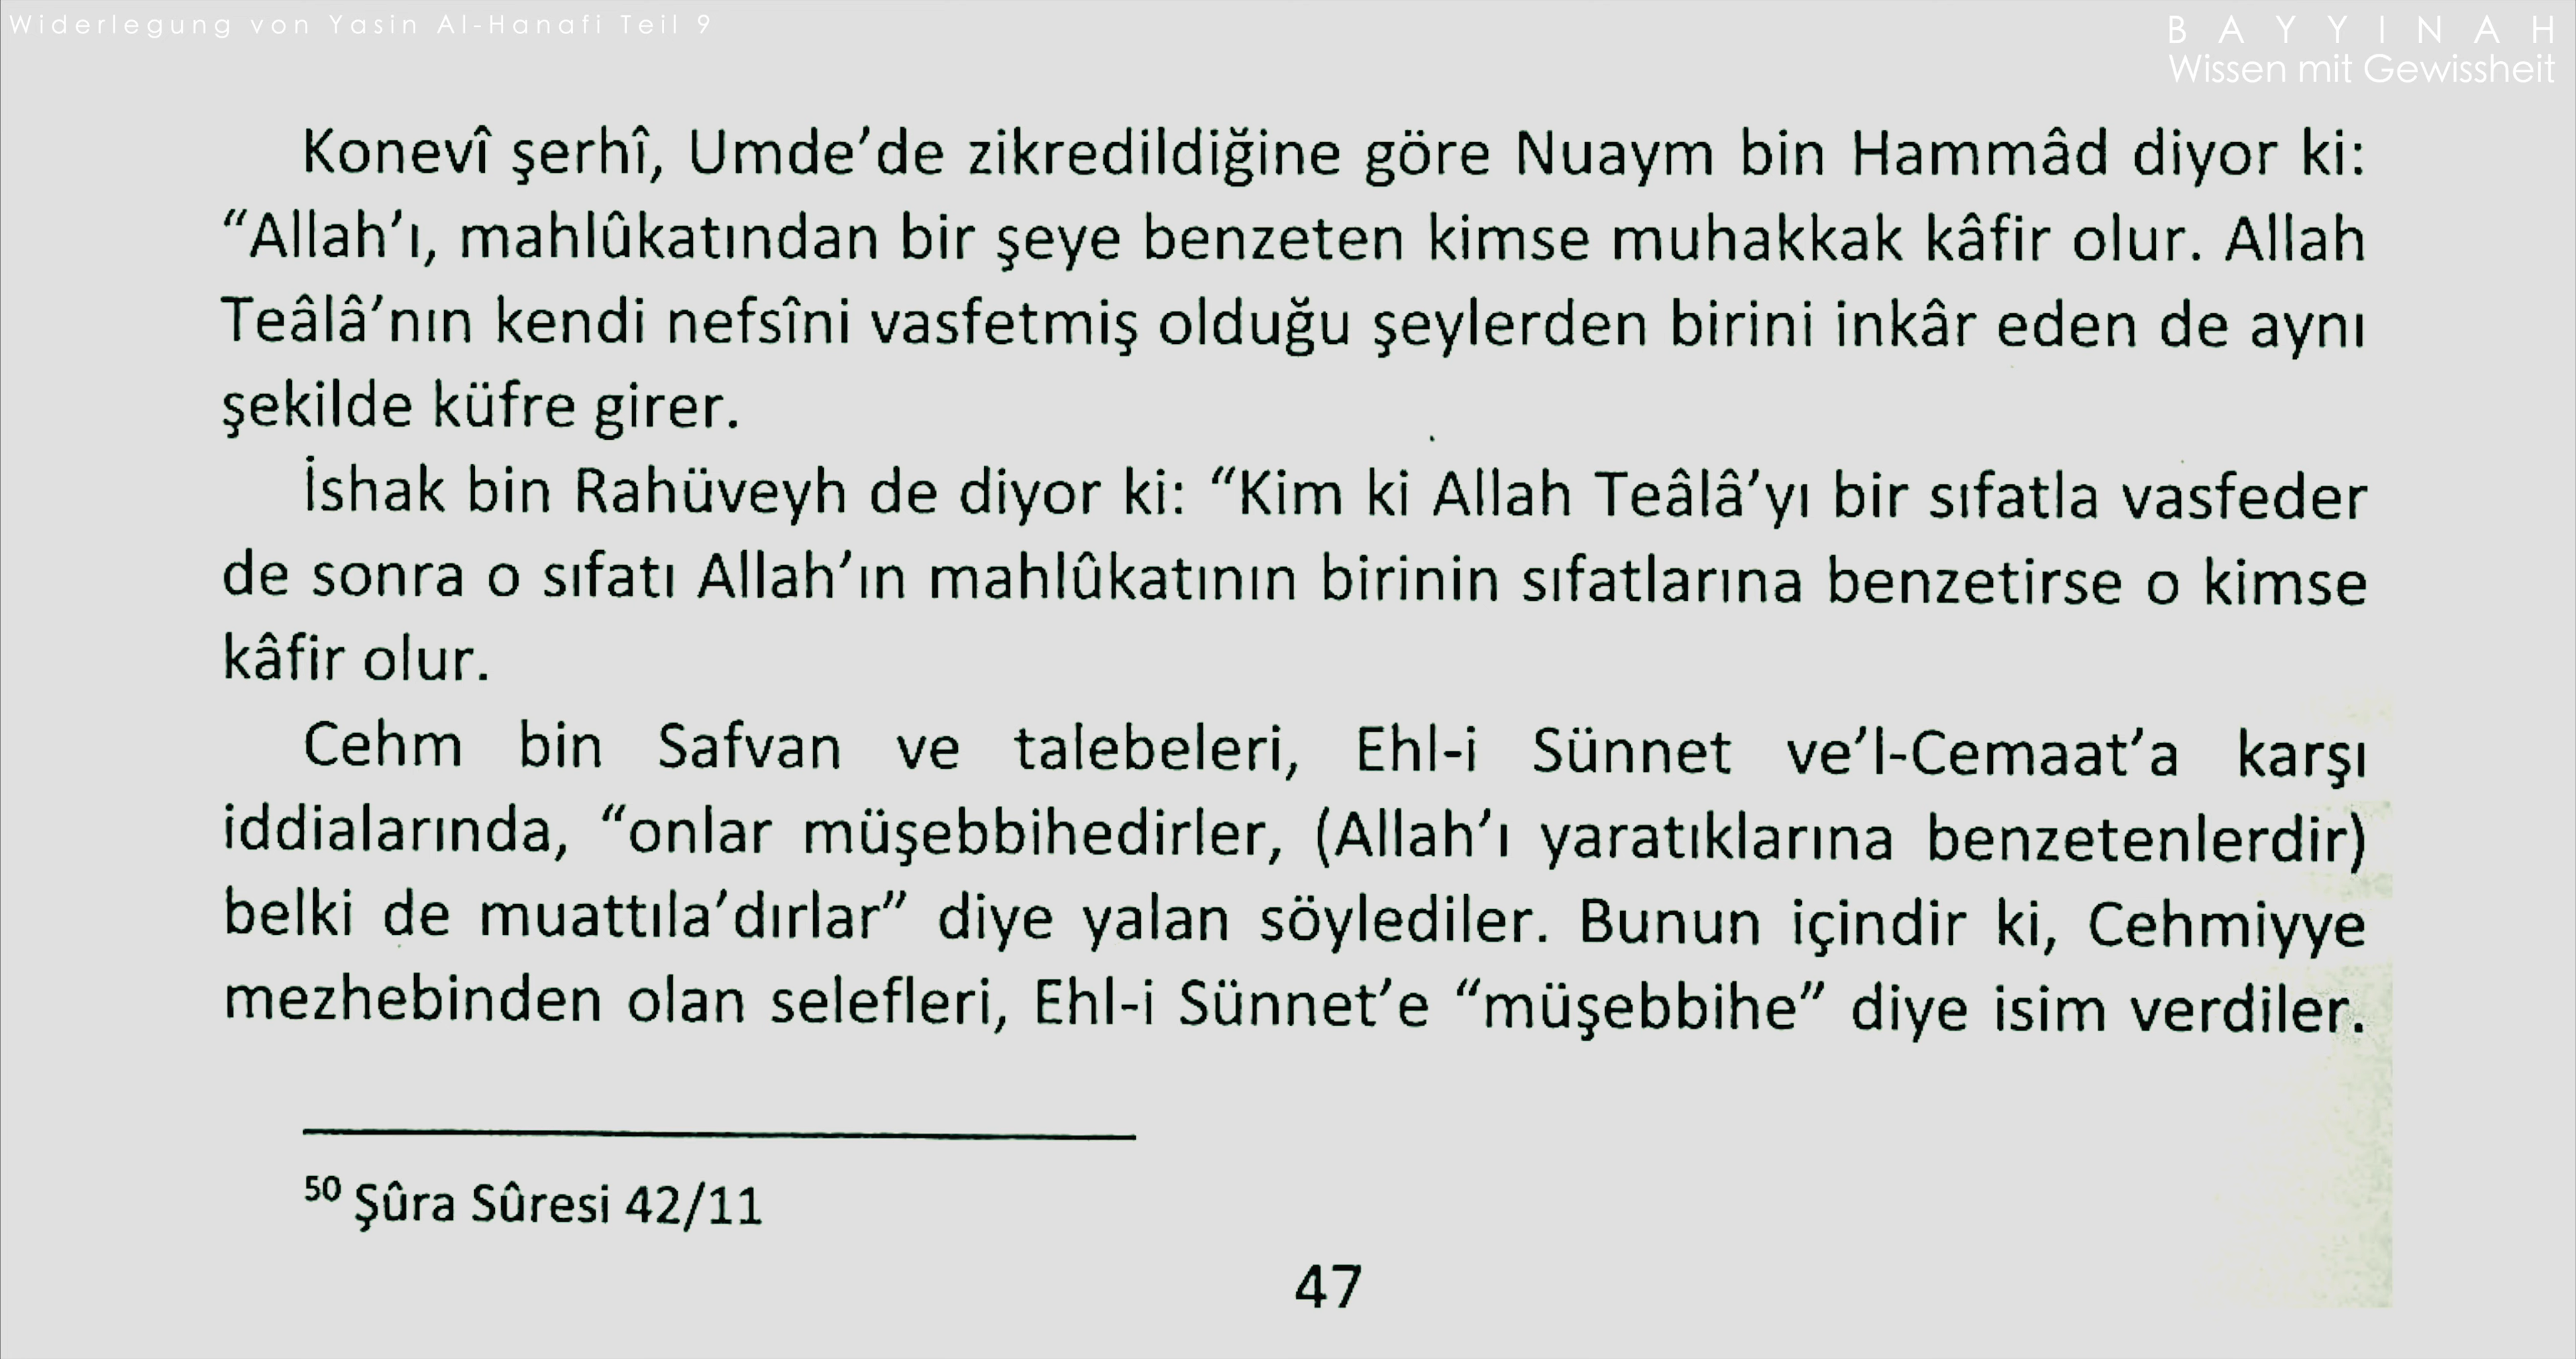 Widerlegung von Yasin Al-Hanafi Teil 9
BAYYINAH
Wissen mit Gewissheit
Konevî şerhî, Umde’de zikredildiğine göre Nuaym bin Hammâd diyor ki:
“Allah’ı, mahlûkatından bir şeye benzeten kimse muhakkak kâfir olur. Allah
Teâlâ’nın kendi nefsîni vasfetmiş olduğu şeylerden birini inkâr eden de aynı
şekilde küfre girer.
İshak bin Rahüveyh de diyor ki: “Kim ki Allah Teâlâ’yı bir sıfatla vasfeder
de sonra o sıfatı Allah’ın mahlûkatının birinin sıfatlarına benzetirse o kimse
kâfir olur.
Cehm bin Safvan ve talebeleri, Ehl-i Sünnet ve’l-Cemaat’a karşı
iddialarında, “onlar müşebbihedirler, (Allah’ı yaratıklarına benzetenlerdir)
belki de muattıla’dırlar” diye yalan söylediler. Bunun içindir ki, Cehmiyye
mezhebinden olan selefleri, Ehl-i Sünnet’e “müşebbihe” diye isim verdiler.
50 Şûra Sûresi 42/11
47